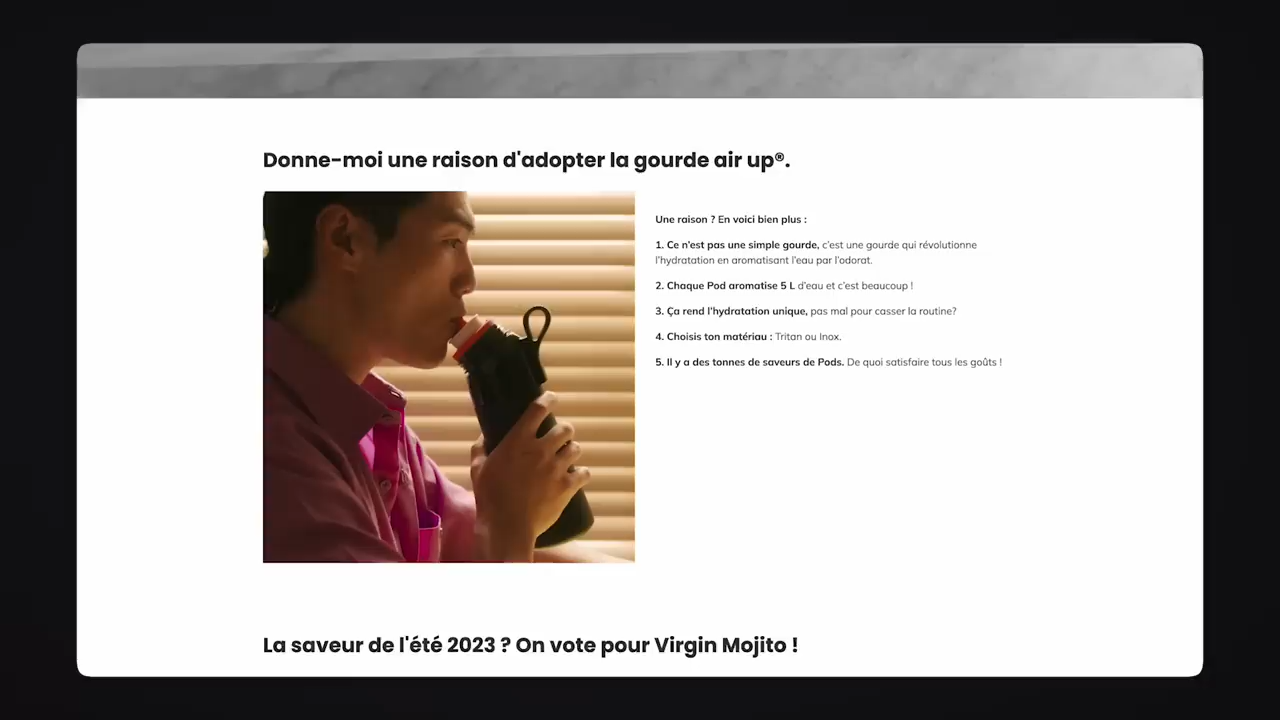 Donne-moi une raison d'adopter la gourde air up®.
Une raison ? En voici bien plus :
1. Ce n'est pas une simple gourde, c'est une gourde qui révolutionne
l'hydratation en aromatisant l'eau par l'odorat.
2. Chaque Pod aromatise 5 L d'eau et c'est beaucoup !
3. Ça rend l'hydratation unique, pas mal pour casser la routine?
4. Choisis ton matériau : Tritan ou Inox.
5. Il y a des tonnes de saveurs de Pods. De quoi satisfaire tous les goûts !
La saveur de l'été 2023 ? On vote pour Virgin Mojito !